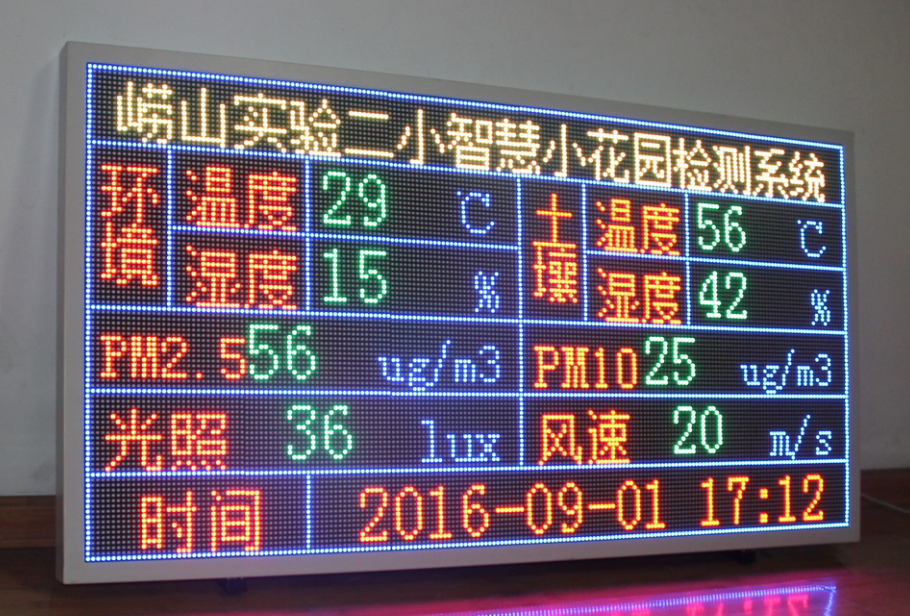 崂山实验二小智慧小花园检测系统
环境 温度 29 ℃ 土壤 温度 56 ℃
湿度 15 % 湿度 42 %
PM2.5 56 ug/m3 PM10 25 ug/m3
光照 36 lux 风速 20 m/s
时间 2016-09-01 17:12